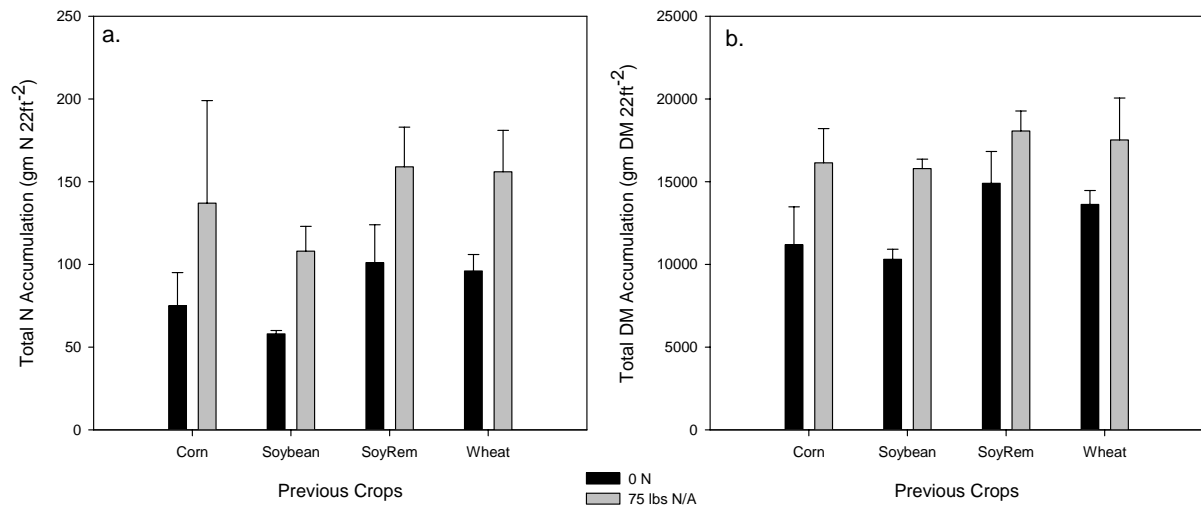 a.
Total N Accumulation (gm N 22ft-2)
250
200
150
100
50
0
Corn Soybean SoyRem Wheat
Previous Crops
b.
Total DM Accumulation (gm DM 22ft-2)
25000
20000
15000
10000
5000
0
Corn Soybean SoyRem Wheat
Previous Crops
0 N
75 lbs N/A